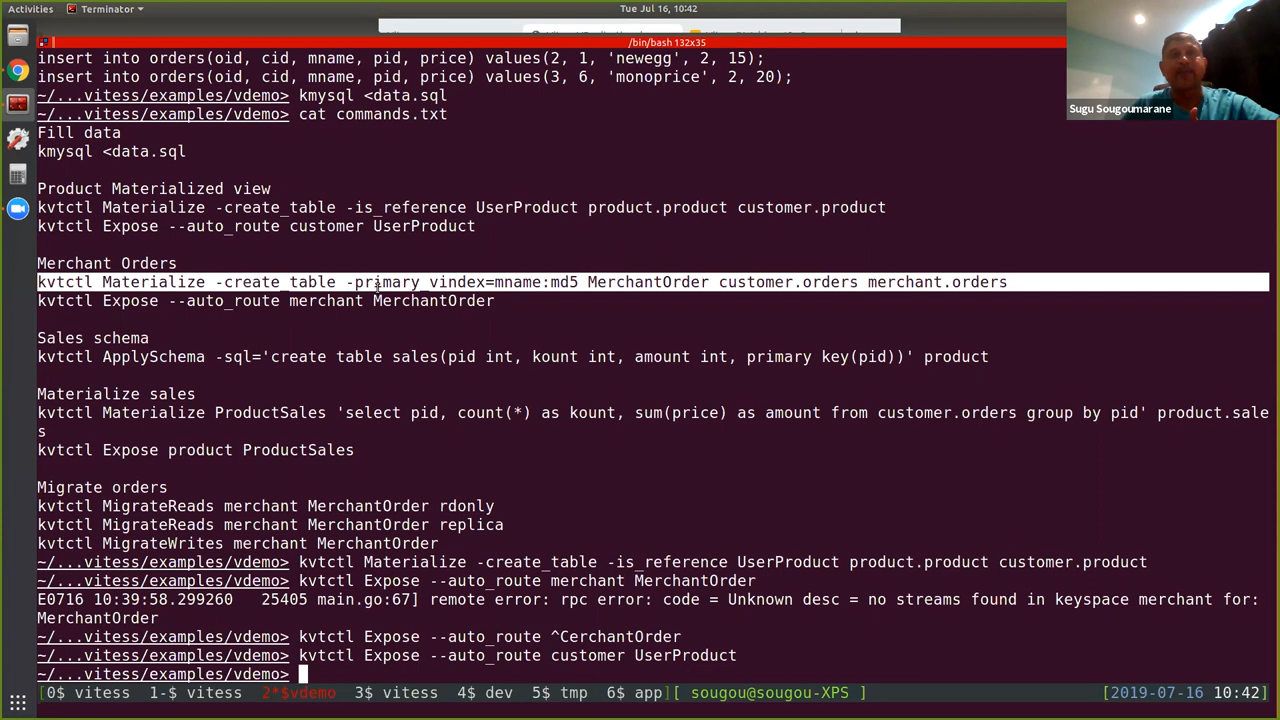 Activities
Terminator
Tue Jul 16, 10:42
/bin/bash 132x35
insert into orders(oid, cid, mname, pid, price) values(2, 1, 'newegg', 2, 15);
insert into orders(oid, cid, mname, pid, price) values(3, 6, 'monoprice', 2, 20);
~/...vitess/examples/vdemo> kmysql <data.sql
~/...vitess/examples/vdemo> cat commands.txt
Fill data
kmysql <data.sql
Product Materialized view
kvtctl Materialize -create_table -is_reference UserProduct product.product customer.product
kvtctl Expose --auto_route customer UserProduct
Merchant Orders
kvtctl Materialize -create_table -primary_vindex=mname:md5 MerchantOrder customer.orders merchant.orders
kvtctl Expose --auto_route merchant MerchantOrder
Sales schema
kvtctl ApplySchema -sql='create table sales(pid int, kount int, amount int, primary key(pid))' product
Materialize sales
kvtctl Materialize ProductSales 'select pid, count(*) as kount, sum(price) as amount from customer.orders group by pid' product.sale
s
kvtctl Expose product ProductSales
Migrate orders
kvtctl MigrateReads merchant MerchantOrder rdonly
kvtctl MigrateReads merchant MerchantOrder replica
kvtctl MigrateWrites merchant MerchantOrder
~/...vitess/examples/vdemo> kvtctl Materialize -create_table -is_reference UserProduct product.product customer.product
~/...vitess/examples/vdemo> kvtctl Expose --auto_route merchant MerchantOrder
E0716 10:39:58.299260   25405 main.go:67] remote error: rpc error: code = Unknown desc = no streams found in keyspace merchant for:
MerchantOrder
~/...vitess/examples/vdemo> kvtctl Expose --auto_route ^CerchantOrder
~/...vitess/examples/vdemo> kvtctl Expose --auto_route customer UserProduct
~/...vitess/examples/vdemo>
[0$ vitess  1-$ vitess  2*$vdemo  3$ vitess  4$ dev  5$ tmp  6$ app][ sougou@sougou-XPS ] [2019-07-16 10:42]
Sugu Sougoumarane